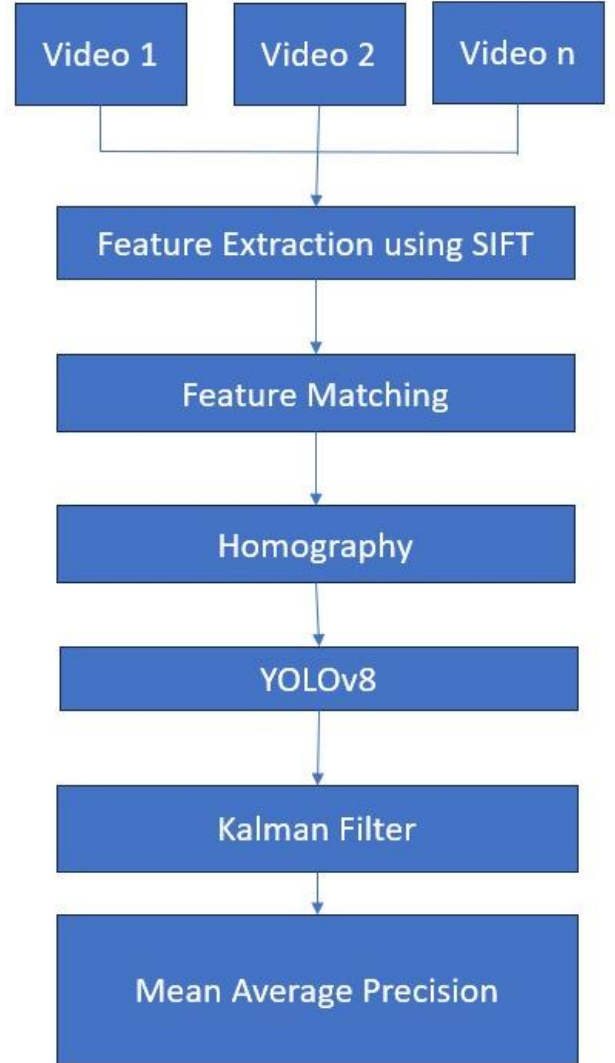 Video 1
Video 2
Video n
Feature Extraction using SIFT
Feature Matching
Homography
YOLOv8
Kalman Filter
Mean Average Precision